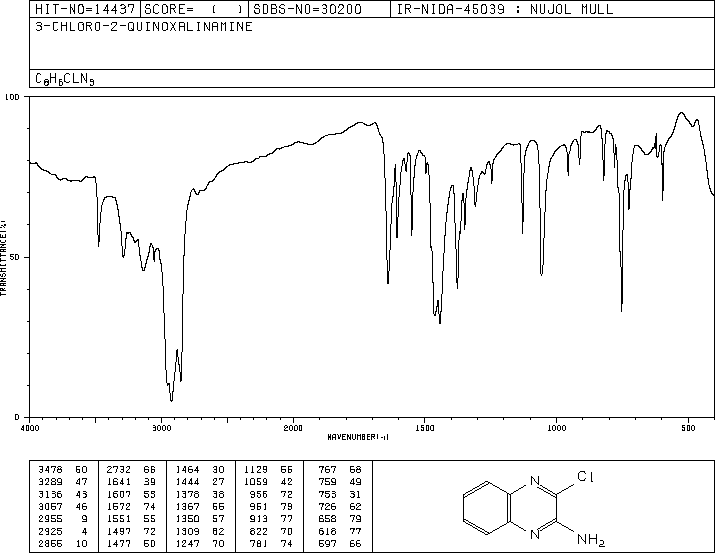 HIT-NO=14437 SCORE= ( ) SDBS-NO=30200 IR-NIDA-45039 : NUJOL MULL
3-CHLORO-2-QUINOXALINAMINE
C8H6CLN3
100
50
0
TRANSMITTANCE(%)
4000 3000 2000 1500 1000 500
WAVENUMBER(-1)
3478 50 2732 66 1464 30 1129 55 767 68
3289 47 1641 39 1444 27 1059 42 759 49
3136 43 1607 53 1378 38 956 72 753 31
3057 46 1572 74 1367 55 951 79 726 62
2955 9 1551 55 1350 57 913 77 658 79
2925 4 1497 72 1309 62 822 70 618 77
2855 10 1477 50 1247 70 781 74 597 66
N
Cl
N
NH2